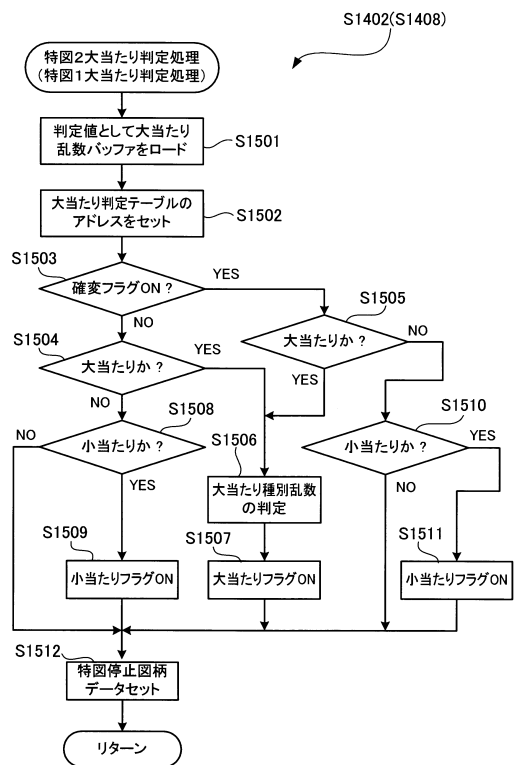 S1402(S1408)
特図2大当たり判定処理
(特図1大当たり判定処理)
判定値として大当たり
乱数バッファをロード
S1501
大当たり判定テーブルの
アドレスをセット
S1502
S1503
確変フラグON?
YES
NO
S1505
大当たりか?
NO
YES
S1504
大当たりか?
YES
NO
S1508
小当たりか?
NO
YES
S1506
大当たり種別乱数
の判定
S1510
小当たりか?
YES
NO
S1509
小当たりフラグON
S1507
大当たりフラグON
S1511
小当たりフラグON
S1512
特図停止図柄
データセット
リターン